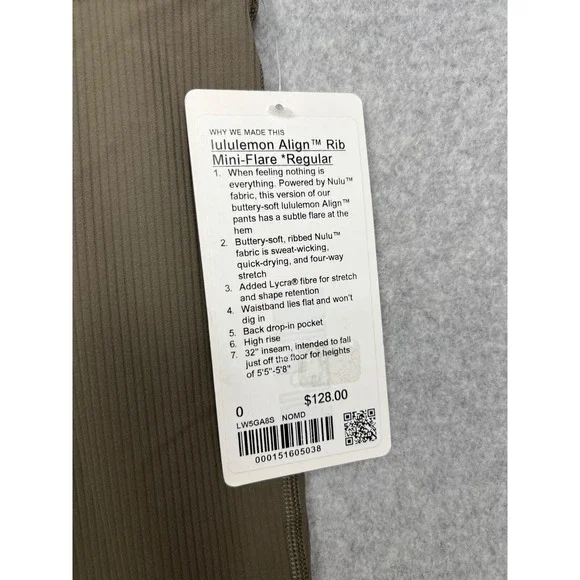 WHY WE MADE THIS
lululemon Align™ Rib
Mini-Flare *Regular
1. When feeling nothing is
everything. Powered by Nulu™
fabric, this version of our
buttery-soft lululemon Align™
pants has a subtle flare at the
hem
2. Buttery-soft, ribbed Nulu™
fabric is sweat-wicking,
quick-drying, and four-way
stretch
3. Added Lycra® fibre for stretch
and shape retention
4. Waistband lies flat and won't
dig in
5. Back drop-in pocket
6. High rise
7. 32" inseam, intended to fall
just off the floor for heights
of 5'5"-5'8"
0 $128.00
LW5GA8S NOMD
000151605038